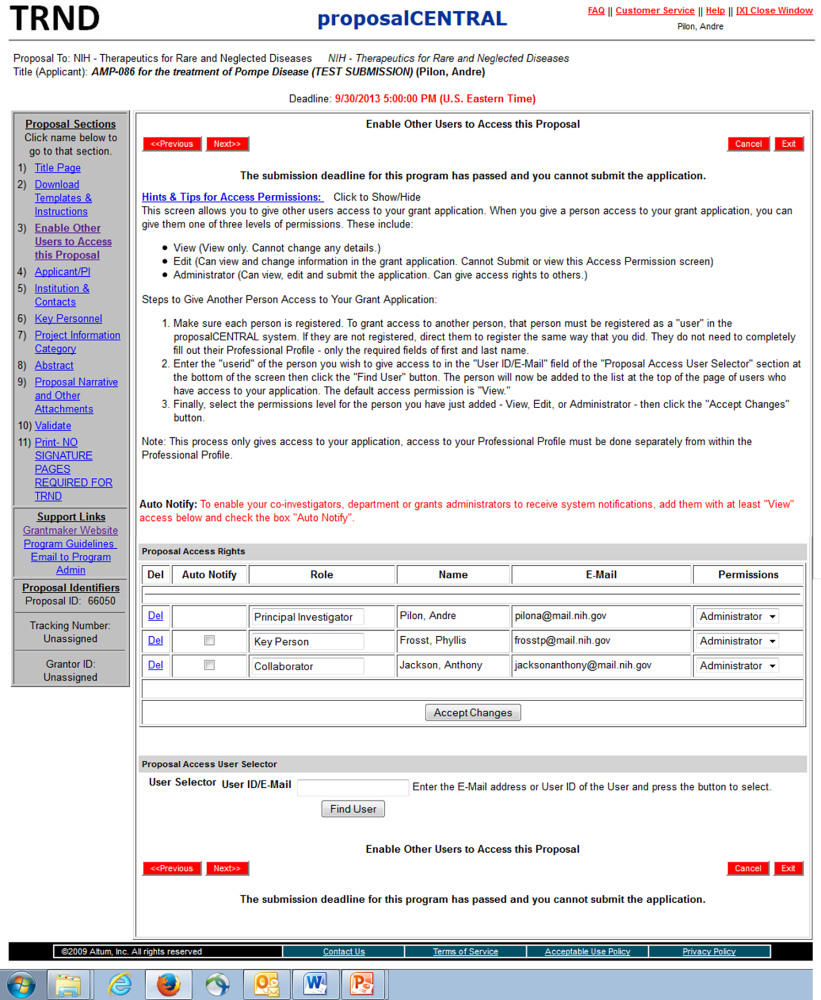 TRND
proposalCENTRAL
FAQ || Customer Service || Help || [X] Close Window
Pilon, Andre
Proposal To: NIH - Therapeutics for Rare and Neglected Diseases NIH - Therapeutics for Rare and Neglected Diseases
Title (Applicant): AMP-086 for the treatment of Pompe Disease (TEST SUBMISSION) (Pilon, Andre)
Deadline: 9/30/2013 5:00:00 PM (U.S. Eastern Time)
Proposal Sections
Click name below to
go to that section.
1) Title Page
2) Download
Templates &
Instructions
3) Enable Other
Users to Access
this Proposal
4) Applicant/PI
5) Institution &
Contacts
6) Key Personnel
7) Project Information
Category
8) Abstract
9) Proposal Narrative
and Other
Attachments
10) Validate
11) Print- NO
SIGNATURE
PAGES
REQUIRED FOR
TRND
Support Links
Grantmaker Website
Program Guidelines
Email to Program
Admin
Proposal Identifiers
Proposal ID: 66050
Tracking Number:
Unassigned
Grantor ID:
Unassigned
Enable Other Users to Access this Proposal
<<Previous Next>> Cancel Exit
The submission deadline for this program has passed and you cannot submit the application.
Hints & Tips for Access Permissions: Click to Show/Hide
This screen allows you to give other users access to your grant application. When you give a person access to your grant application, you can
give them one of three levels of permissions. These include:
• View (View only. Cannot change any details.)
• Edit (Can view and change information in the grant application. Cannot Submit or view this Access Permission screen)
• Administrator (Can view, edit and submit the application. Can give access rights to others.)
Steps to Give Another Person Access to Your Grant Application:
1. Make sure each person is registered. To grant access to another person, that person must be registered as a "user" in the
proposalCENTRAL system. If they are not registered, direct them to register the same way that you did. They do not need to completely
fill out their Professional Profile - only the required fields of first and last name.
2. Enter the "userid" of the person you wish to give access to in the "User ID/E-Mail" field of the "Proposal Access User Selector" section at
the bottom of the screen then click the "Find User" button. The person will now be added to the list at the top of the page of users who
have access to your application. The default access permission is "View."
3. Finally, select the permissions level for the person you have just added - View, Edit, or Administrator - then click the "Accept Changes"
button.
Note: This process only gives access to your application, access to your Professional Profile must be done separately from within the
Professional Profile.
Auto Notify: To enable your co-investigators, department or grants administrators to receive system notifications, add them with at least "View"
access below and check the box "Auto Notify".
Proposal Access Rights
Del Auto Notify Role Name E-Mail Permissions
Del Principal Investigator Pilon, Andre pilona@mail.nih.gov Administrator
Del Key Person Frosst, Phyllis frosstp@mail.nih.gov Administrator
Del Collaborator Jackson, Anthony jacksonanthony@mail.nih.gov Administrator
Accept Changes
Proposal Access User Selector
User Selector User ID/E-Mail Enter the E-Mail address or User ID of the User and press the button to select.
Find User
Enable Other Users to Access this Proposal
<<Previous Next>> Cancel Exit
The submission deadline for this program has passed and you cannot submit the application.
©2009 Altum, Inc. All rights reserved Contact Us Terms of Service Acceptable Use Policy Privacy Policy